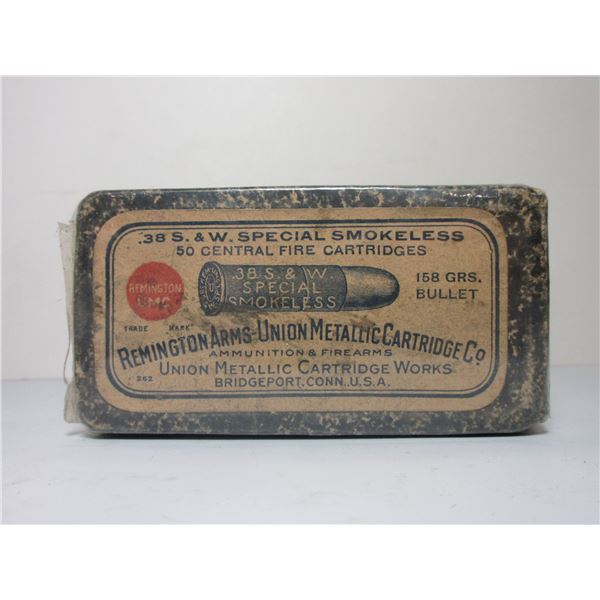 .38 S. & W. SPECIAL SMOKELESS
50 CENTRAL FIRE CARTRIDGES
.38 S & W
SPECIAL
SMOKELESS
158 GRS.
BULLET
REMINGTON
UMC
TRADE MARK
REMINGTON ARMS-UNION METALLIC CARTRIDGE CO
AMMUNITION & FIREARMS
262
UNION METALLIC CARTRIDGE WORKS
BRIDGEPORT, CONN. U.S.A.